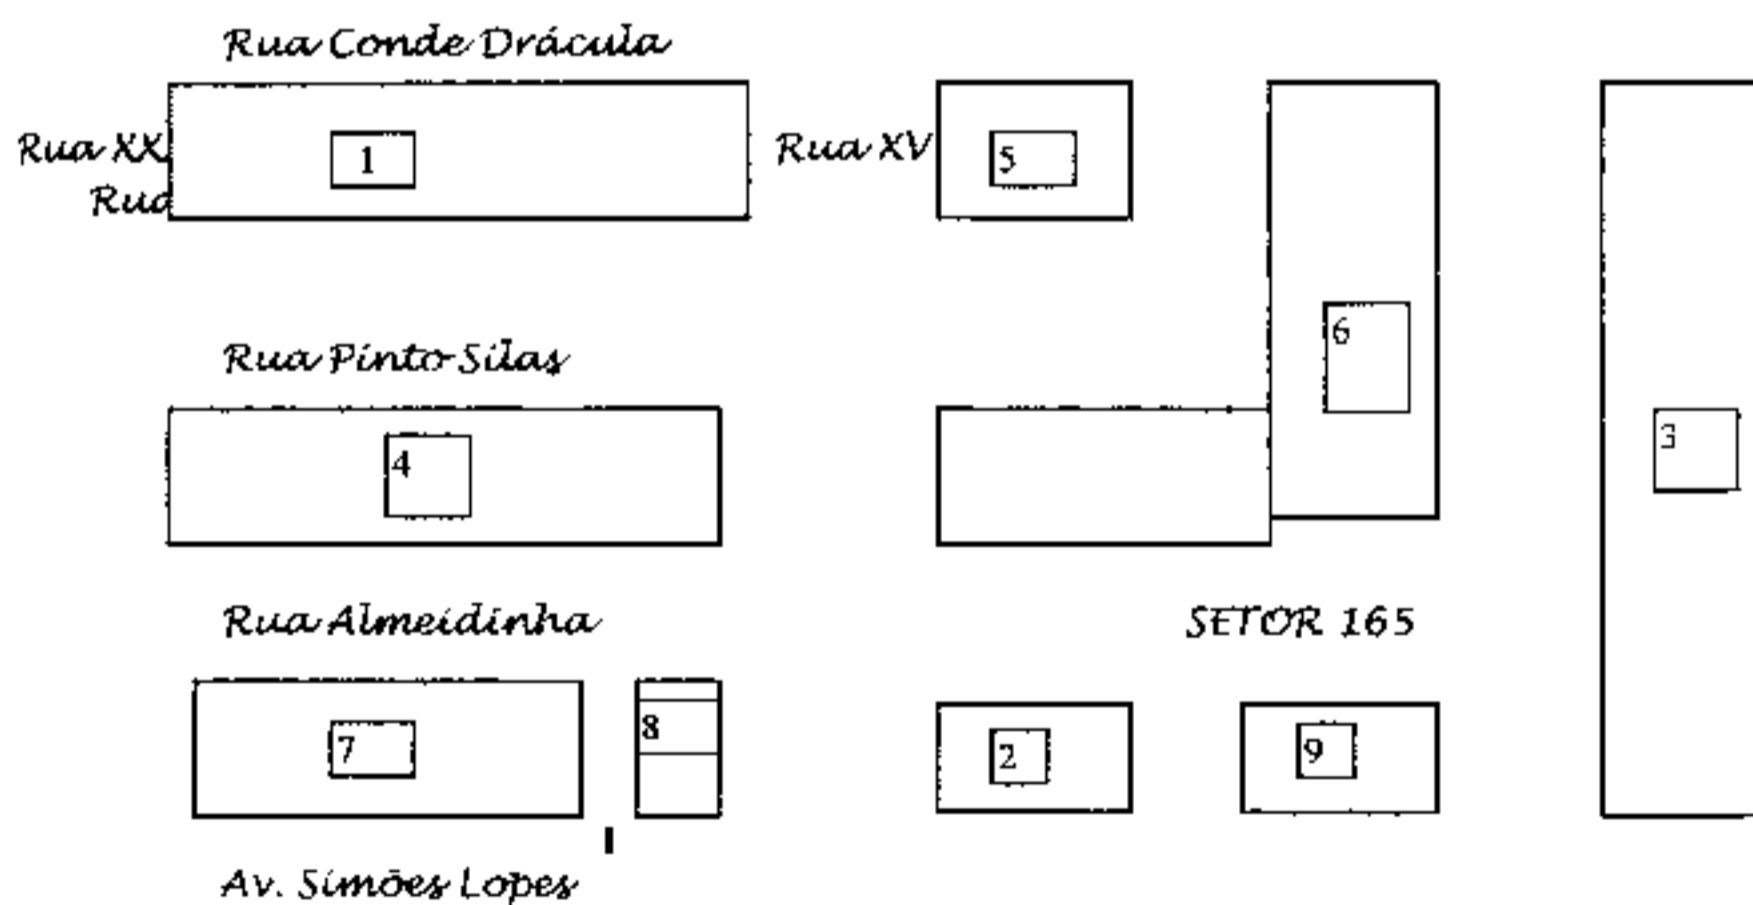 Rua Conde Drácula
Rua XX
1
Rua XV
5
Rua
6
Rua Pinto Silas
4
3
Rua Almeidinha
SETOR 165
7
8
2
9
Av. Simões Lopes